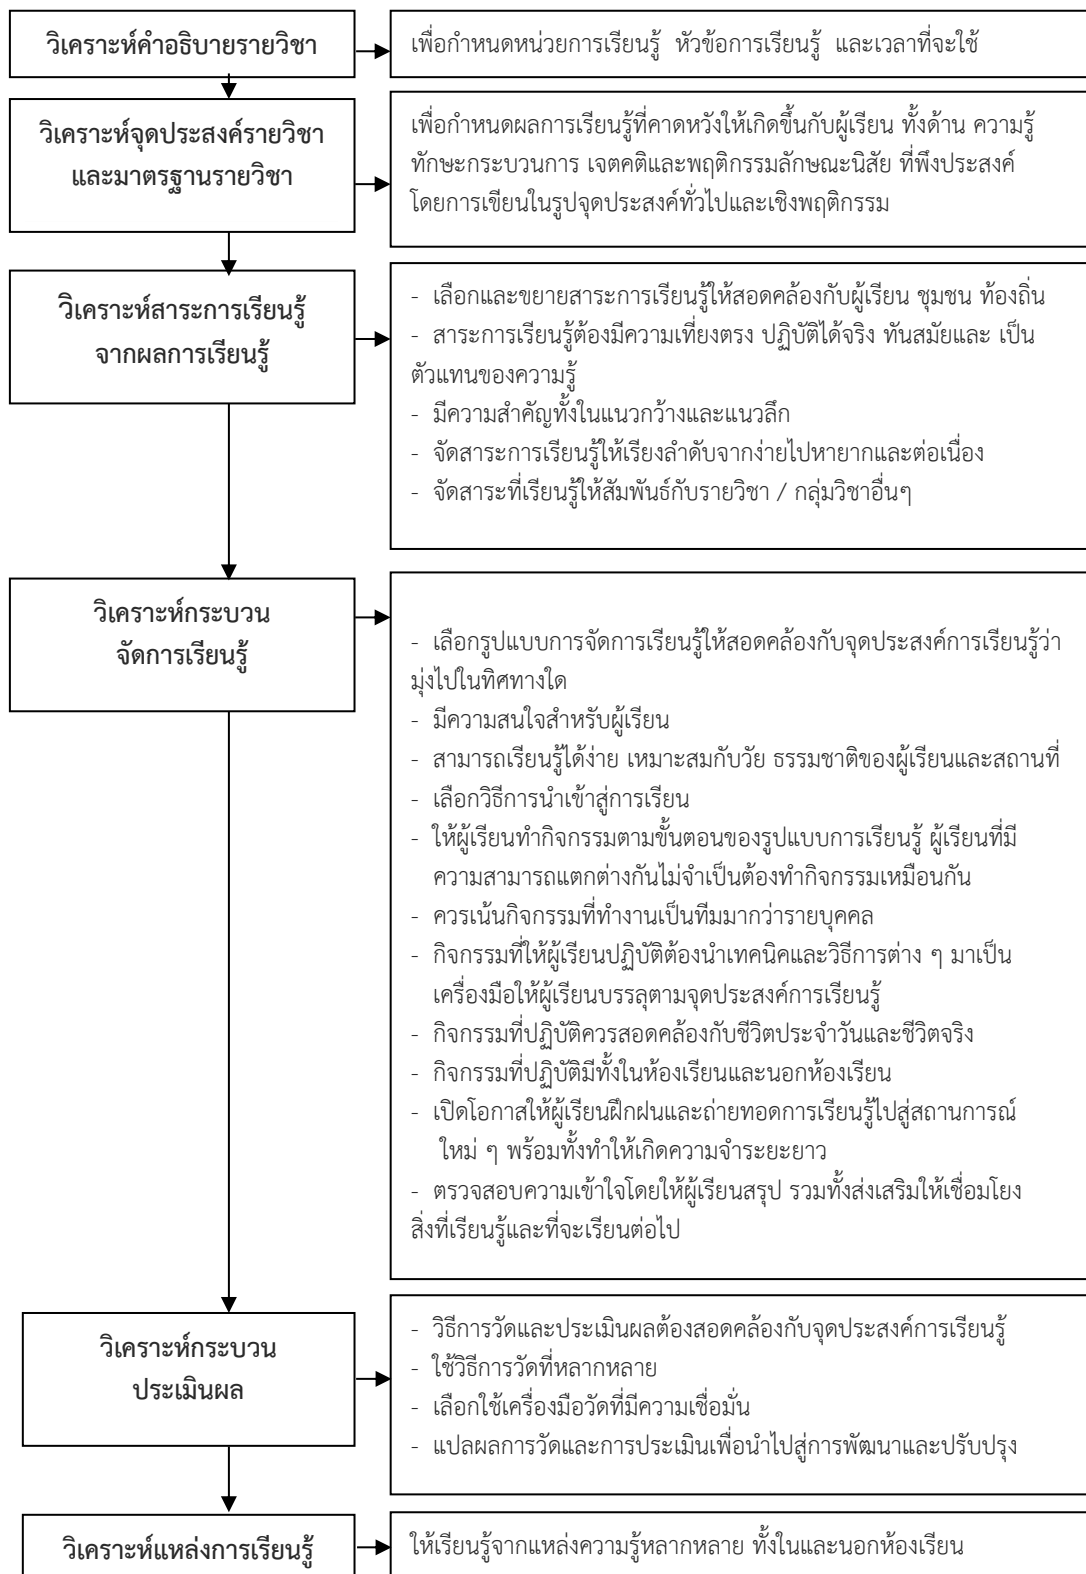 วิเคราะห์คำอธิบายรายวิชา
เพื่อกำหนดหน่วยการเรียนรู้ หัวข้อการเรียนรู้ และเวลาที่จะใช้
วิเคราะห์จุดประสงค์รายวิชา
และมาตรฐานรายวิชา
เพื่อกำหนดผลการเรียนรู้ที่คาดหวังให้เกิดขึ้นกับผู้เรียน ทั้งด้าน ความรู้
ทักษะกระบวนการ เจตคติและพฤติกรรมลักษณะนิสัย ที่พึงประสงค์
โดยการเขียนในรูปจุดประสงค์ทั่วไปและเชิงพฤติกรรม
วิเคราะห์สาระการเรียนรู้
จากผลการเรียนรู้
- เลือกและขยายสาระการเรียนรู้ให้สอดคล้องกับผู้เรียน ชุมชน ท้องถิ่น
- สาระการเรียนรู้ต้องมีความเที่ยงตรง ปฏิบัติได้จริง ทันสมัยและ เป็น
ตัวแทนของความรู้
- มีความสำคัญทั้งในแนวกว้างและแนวลึก
- จัดสาระการเรียนรู้ให้เรียงลำดับจากง่ายไปหายากและต่อเนื่อง
- จัดสาระที่เรียนรู้ให้สัมพันธ์กับรายวิชา / กลุ่มวิชาอื่นๆ
วิเคราะห์กระบวน
จัดการเรียนรู้
- เลือกรูปแบบการจัดการเรียนรู้ให้สอดคล้องกับจุดประสงค์การเรียนรู้ว่า
มุ่งไปในทิศทางใด
- มีความสนใจสำหรับผู้เรียน
- สามารถเรียนรู้ได้ง่าย เหมาะสมกับวัย ธรรมชาติของผู้เรียนและสถานที่
- เลือกวิธีการนำเข้าสู่การเรียน
- ให้ผู้เรียนทำกิจกรรมตามขั้นตอนของรูปแบบการเรียนรู้ ผู้เรียนที่มี
ความสามารถแตกต่างกันไม่จำเป็นต้องทำกิจกรรมเหมือนกัน
- ควรเน้นกิจกรรมที่ทำงานเป็นทีมมากว่ารายบุคคล
- กิจกรรมที่ให้ผู้เรียนปฏิบัติต้องนำเทคนิคและวิธีการต่าง ๆ มาเป็น
เครื่องมือให้ผู้เรียนบรรลุตามจุดประสงค์การเรียนรู้
- กิจกรรมที่ปฏิบัติควรสอดคล้องกับชีวิตประจำวันและชีวิตจริง
- กิจกรรมที่ปฏิบัติมีทั้งในห้องเรียนและนอกห้องเรียน
- เปิดโอกาสให้ผู้เรียนฝึกฝนและถ่ายทอดการเรียนรู้ไปสู่สถานการณ์
ใหม่ ๆ พร้อมทั้งทำให้เกิดความจำระยะยาว
- ตรวจสอบความเข้าใจโดยให้ผู้เรียนสรุป รวมทั้งส่งเสริมให้เชื่อมโยง
สิ่งที่เรียนรู้และที่จะเรียนต่อไป
วิเคราะห์กระบวน
ประเมินผล
- วิธีการวัดและประเมินผลต้องสอดคล้องกับจุดประสงค์การเรียนรู้
- ใช้วิธีการวัดที่หลากหลาย
- เลือกใช้เครื่องมือวัดที่มีความเชื่อมั่น
- แปลผลการวัดและการประเมินเพื่อนำไปสู่การพัฒนาและปรับปรุง
วิเคราะห์แหล่งการเรียนรู้
ให้เรียนรู้จากแหล่งความรู้หลากหลาย ทั้งในและนอกห้องเรียน